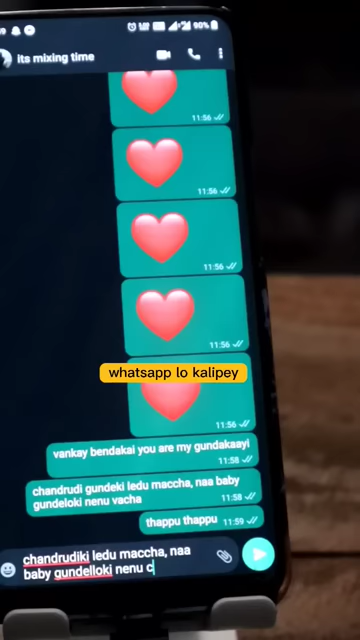 90%
its mixing time
11:56
11:56
11:56
11:56
whatsapp lo kalipey
11:56
vankay bendakai you are my gundakaayi
11:58
chandrudi gundeki ledu maccha, naa baby
gundeloki nenu vacha
11:58
thappu thappu 11:59
chandrudiki ledu maccha, naa
baby gundelloki nenu c